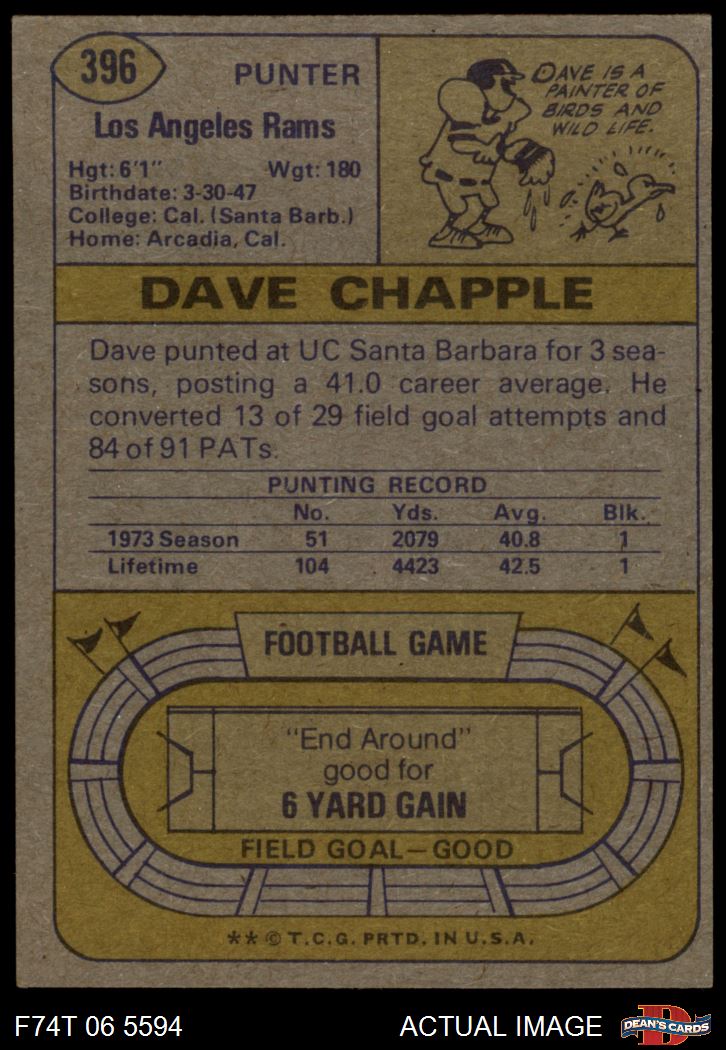 396
PUNTER
Los Angeles Rams
Hgt: 6'1" Wgt: 180
Birthdate: 3-30-47
College: Cal. (Santa Barb.)
Home: Arcadia, Cal.
DAVE IS A
PAINTER OF
BIRDS AND
WILD LIFE.
DAVE CHAPPLE
Dave punted at UC Santa Barbara for 3 sea-
sons, posting a 41.0 career average. He
converted 13 of 29 field goal attempts and
84 of 91 PATs.
PUNTING RECORD
No. Yds. Avg. Blk.
1973 Season 51 2079 40.8 1
Lifetime 104 4423 42.5 1
FOOTBALL GAME
"End Around"
good for
6 YARD GAIN
FIELD GOAL—GOOD
** © T.C.G. PRTD. IN U.S.A.
F74T 06 5594 ACTUAL IMAGE
D
DEAN'S CARDS